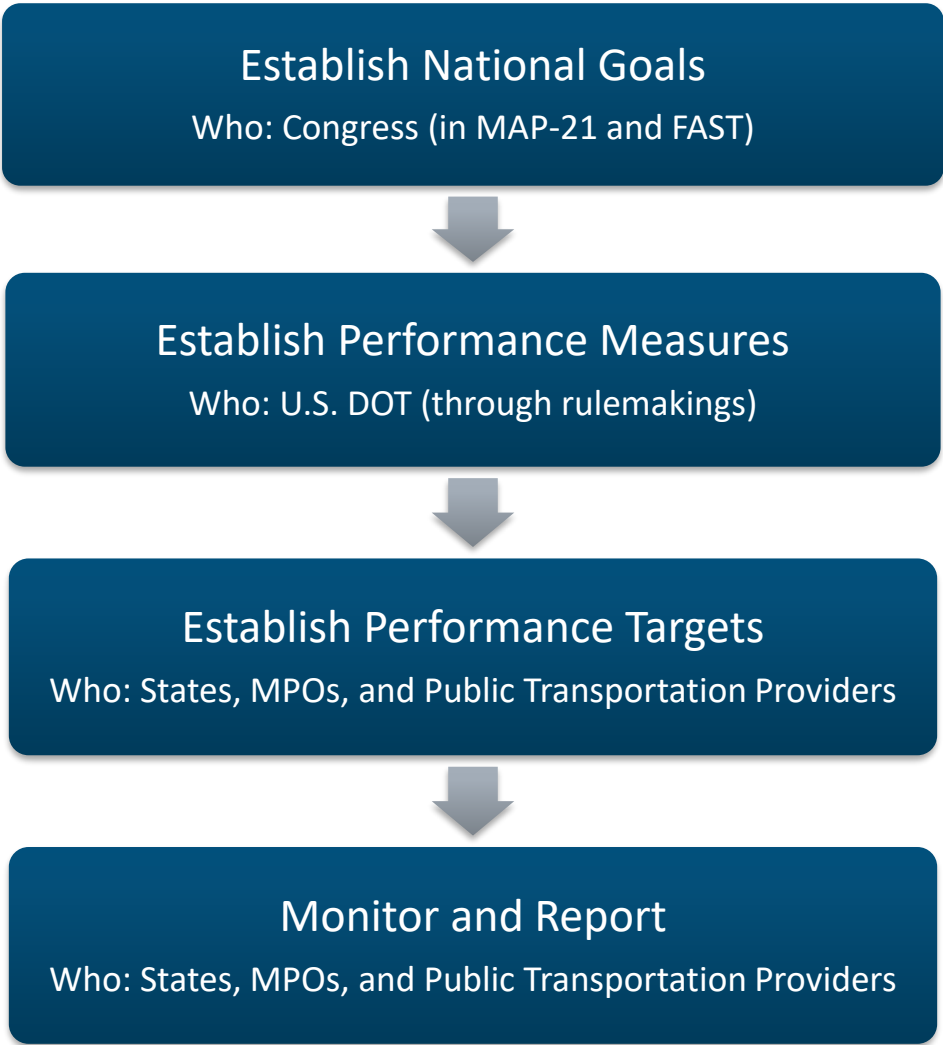 Establish National Goals
Who: Congress (in MAP-21 and FAST)
Establish Performance Measures
Who: U.S. DOT (through rulemakings)
Establish Performance Targets
Who: States, MPOs, and Public Transportation Providers
Monitor and Report
Who: States, MPOs, and Public Transportation Providers